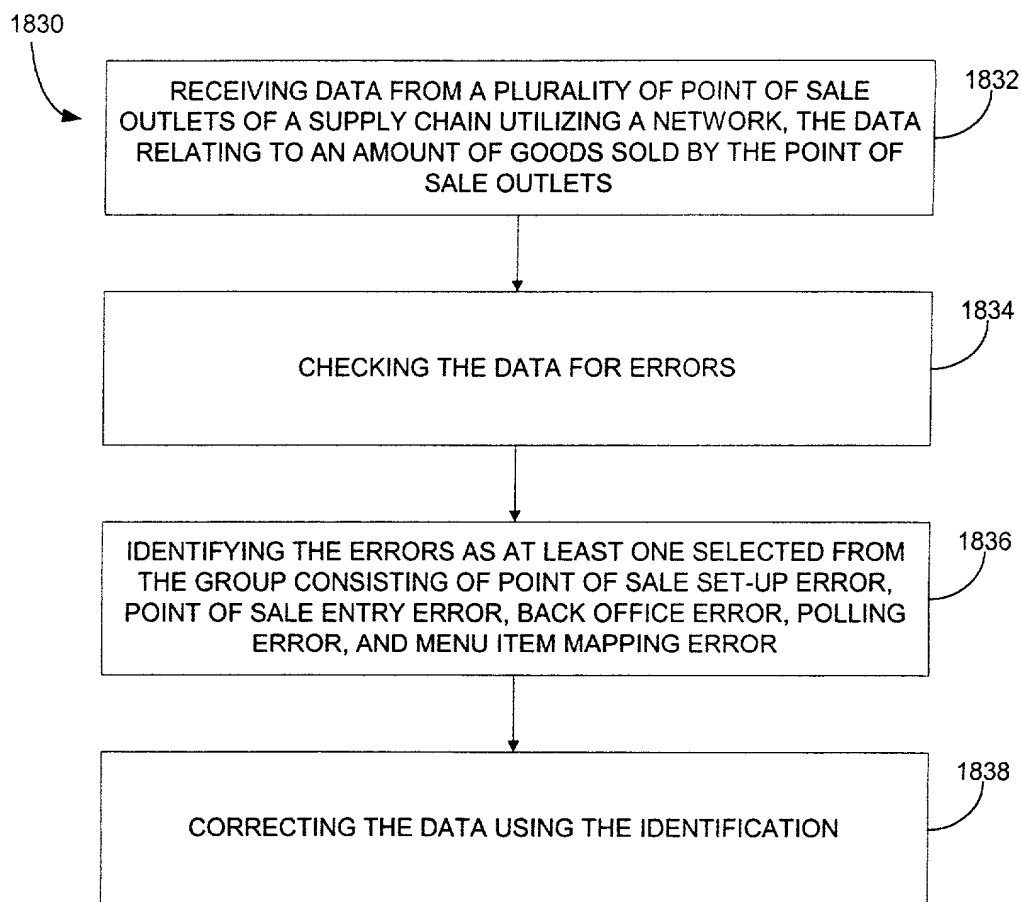 1830
1832
RECEIVING DATA FROM A PLURALITY OF POINT OF SALE
OUTLETS OF A SUPPLY CHAIN UTILIZING A NETWORK, THE DATA
RELATING TO AN AMOUNT OF GOODS SOLD BY THE POINT OF
SALE OUTLETS
1834
CHECKING THE DATA FOR ERRORS
1836
IDENTIFYING THE ERRORS AS AT LEAST ONE SELECTED FROM
THE GROUP CONSISTING OF POINT OF SALE SET-UP ERROR,
POINT OF SALE ENTRY ERROR, BACK OFFICE ERROR, POLLING
ERROR, AND MENU ITEM MAPPING ERROR
1838
CORRECTING THE DATA USING THE IDENTIFICATION